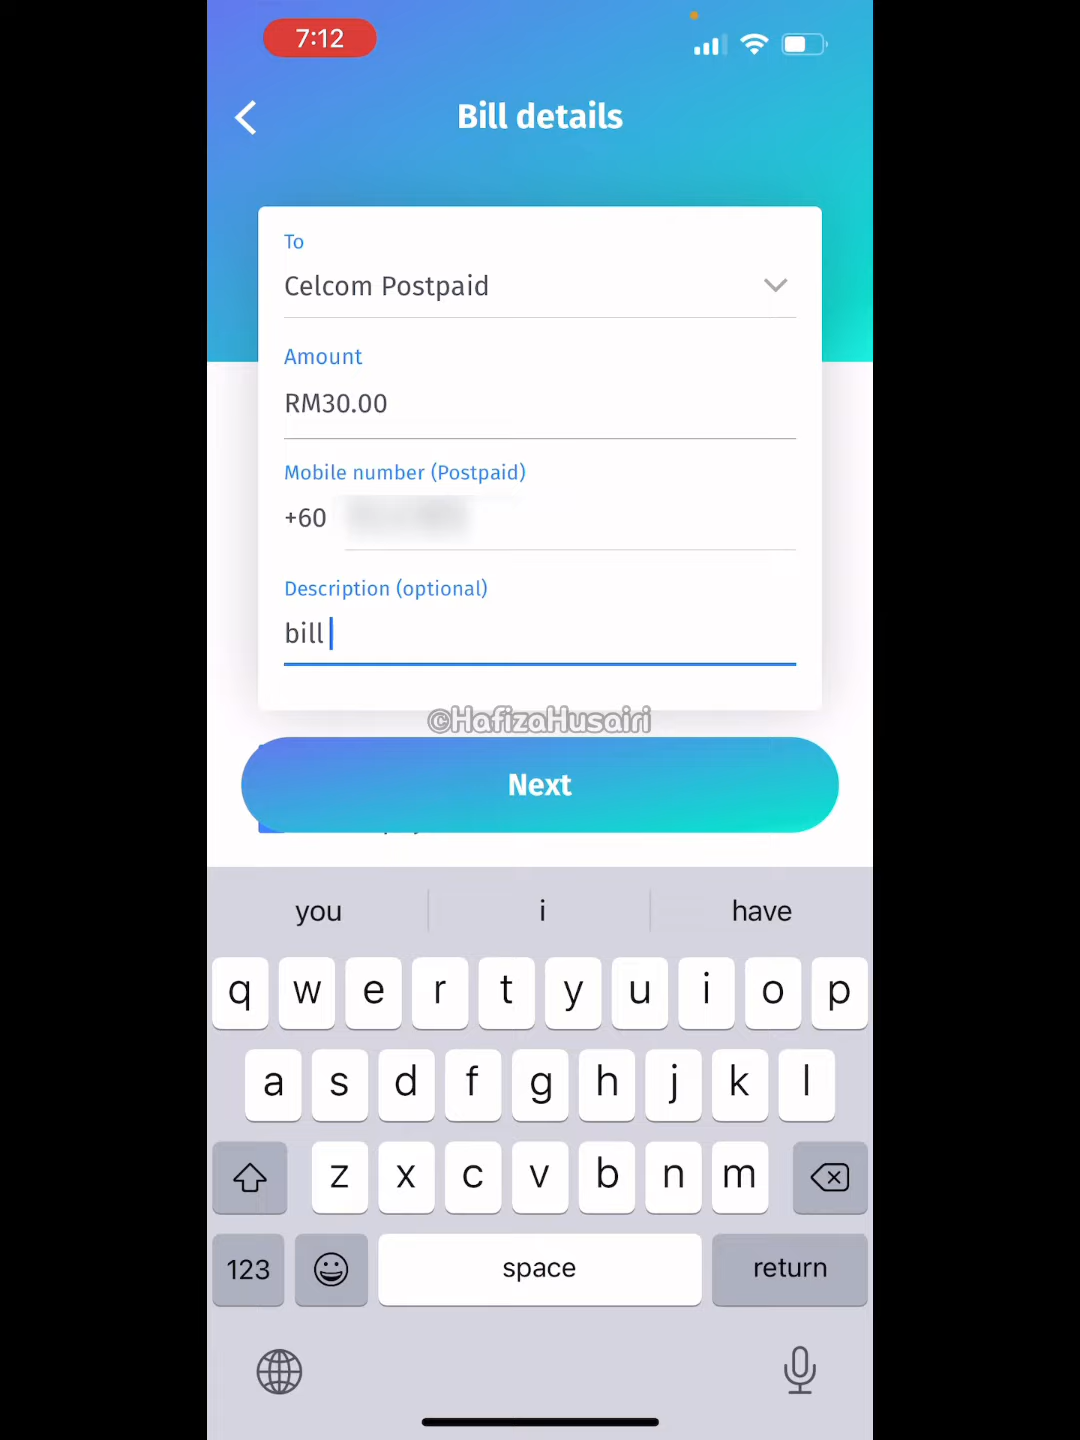 7:12
Bill details
To
Celcom Postpaid
Amount
RM30.00
Mobile number (Postpaid)
+60
Description (optional)
bill
©HafizaHusairi
Next
you i have
q w e r t y u i o p
a s d f g h j k l
z x c v b n m
123 space return